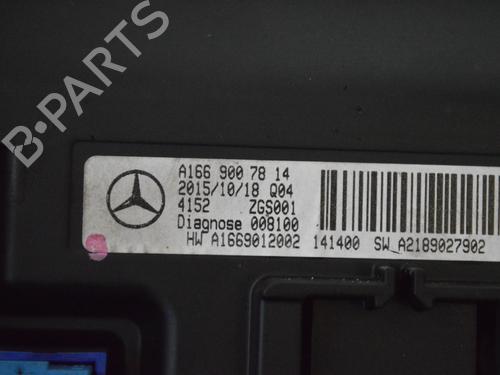 B-PARTS
A166 900 78 14
2015/10/18 Q04
4152 ZGS001
Diagnose 008100
HW A1669012002 141400 SW A2189027902